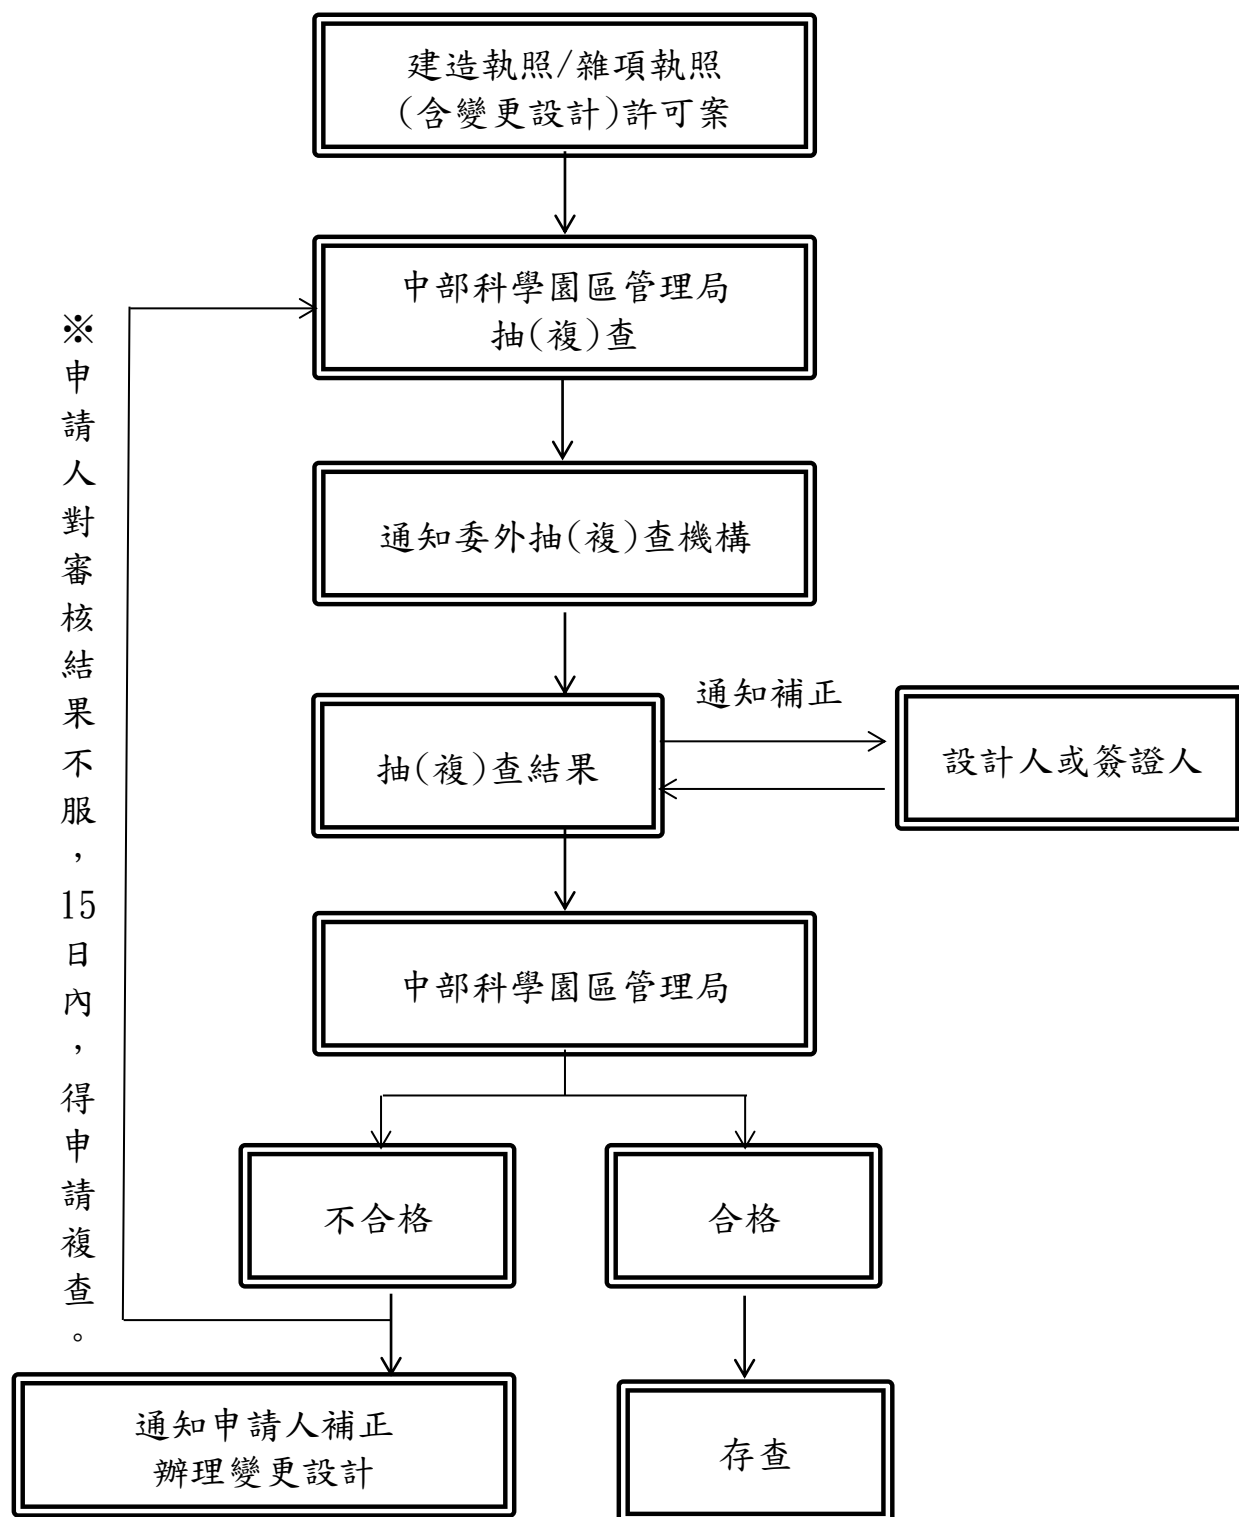 建造執照/雜項執照
(含變更設計)許可案
中部科學園區管理局
抽(複)查
通知委外抽(複)查機構
抽(複)查結果
通知補正
設計人或簽證人
中部科學園區管理局
不合格
合格
※申請人對審核結果不服，15日內，得申請複查。
通知申請人補正
辦理變更設計
存查